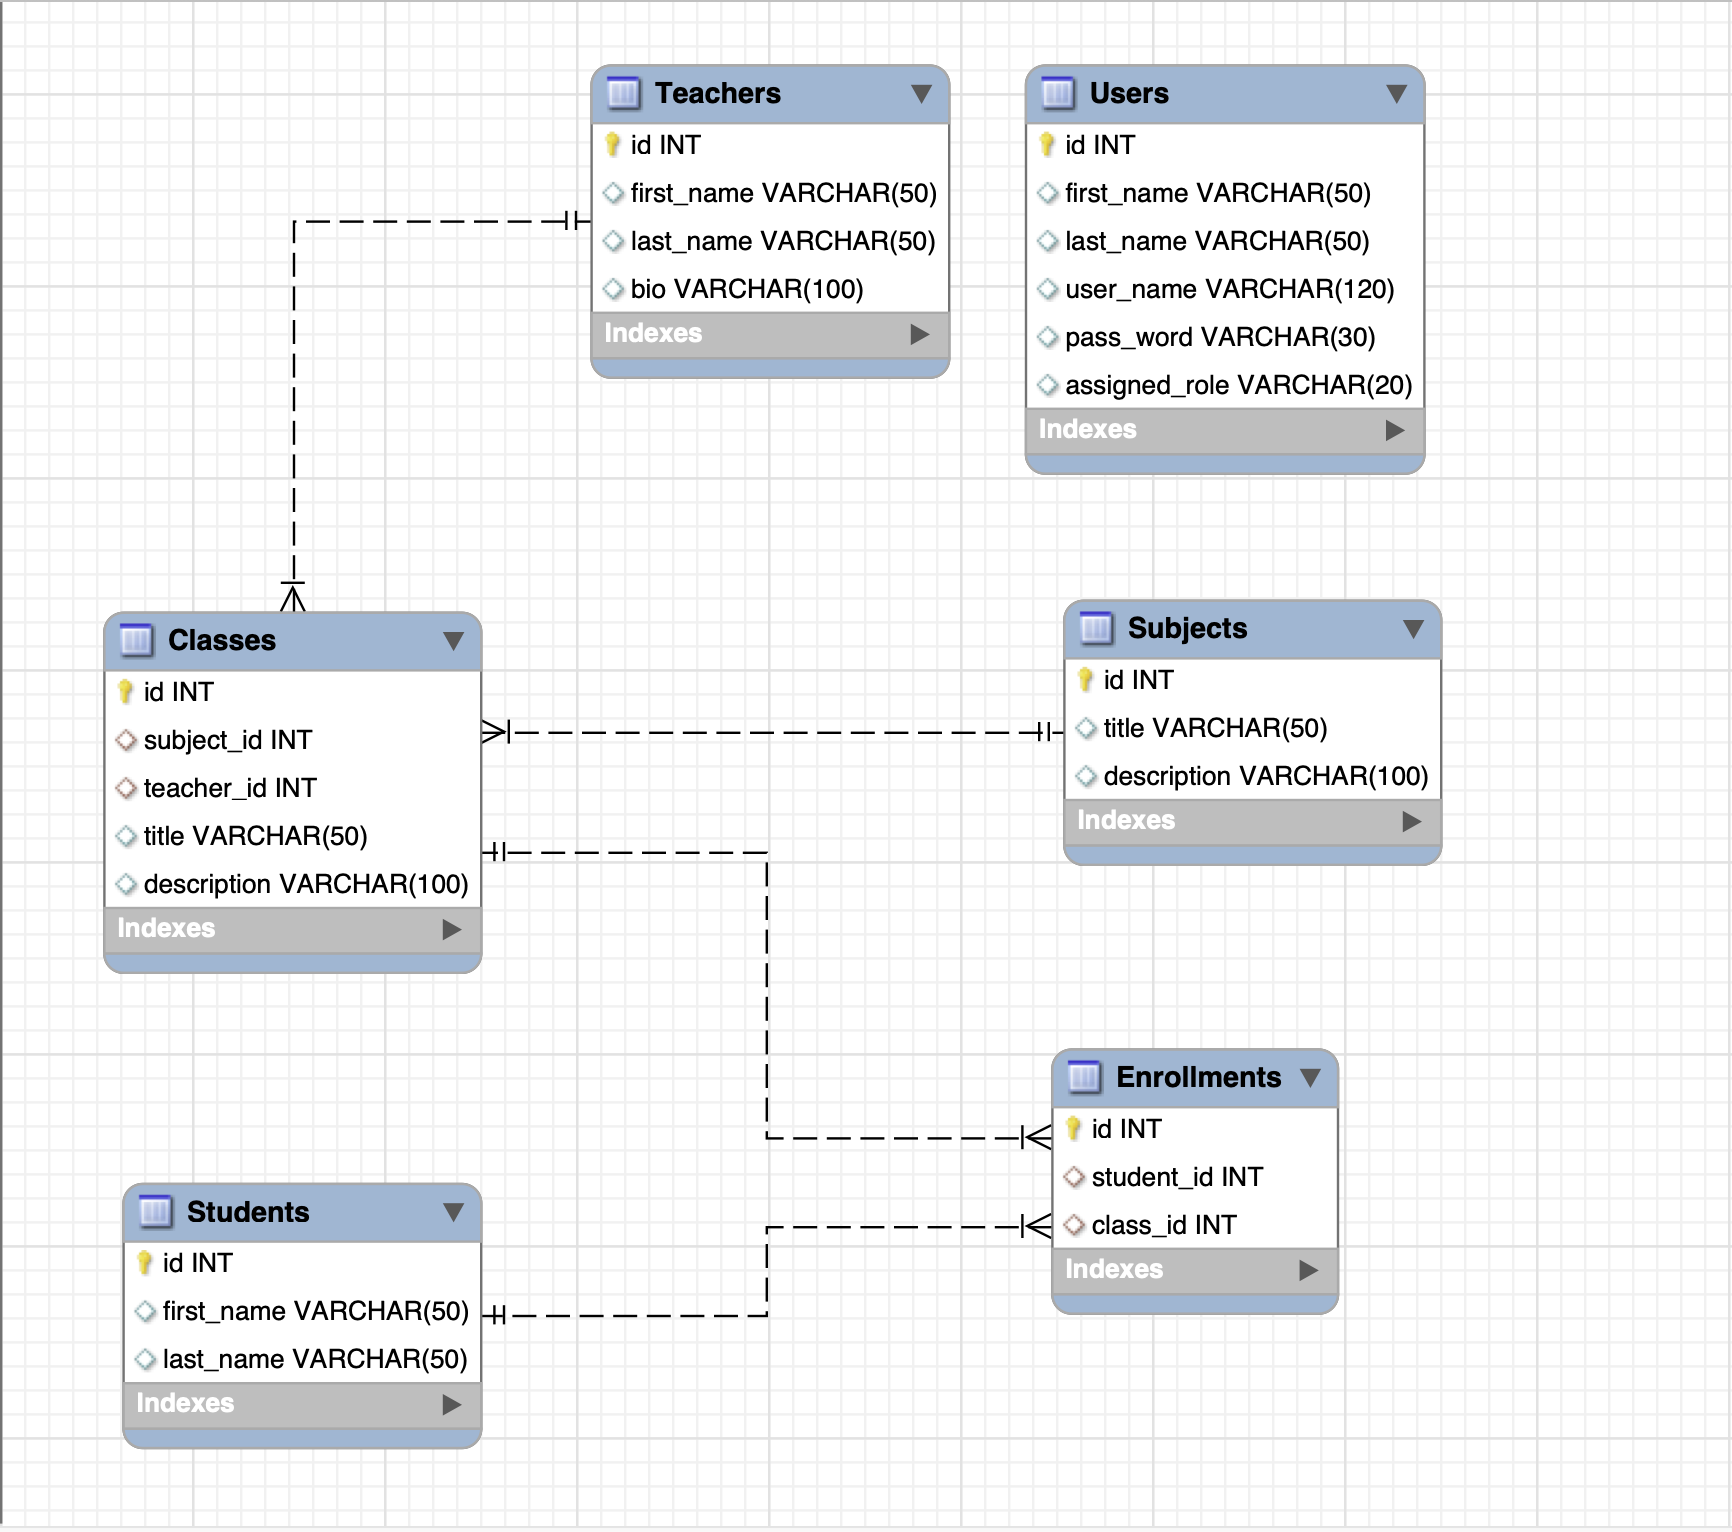 Teachers
id INT
first_name VARCHAR(50)
last_name VARCHAR(50)
bio VARCHAR(100)
Indexes
Users
id INT
first_name VARCHAR(50)
last_name VARCHAR(50)
user_name VARCHAR(120)
pass_word VARCHAR(30)
assigned_role VARCHAR(20)
Indexes
Classes
id INT
subject_id INT
teacher_id INT
title VARCHAR(50)
description VARCHAR(100)
Indexes
Subjects
id INT
title VARCHAR(50)
description VARCHAR(100)
Indexes
Enrollments
id INT
student_id INT
class_id INT
Indexes
Students
id INT
first_name VARCHAR(50)
last_name VARCHAR(50)
Indexes